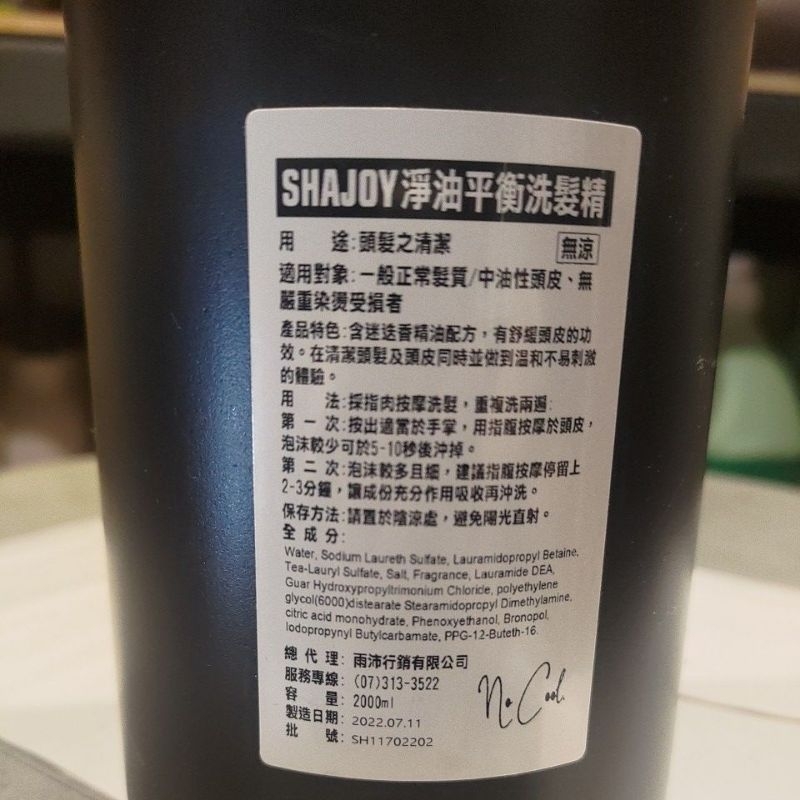 SHAJOY淨油平衡洗髮精
用　　途:頭髮之清潔 無涼
適用對象:一般正常髮質/中油性頭皮、無
嚴重染燙受損者
產品特色:含迷迭香精油配方,有舒緩頭皮的功
效。在清潔頭髮及頭皮同時並做到溫和不易刺激
的體驗。
用　　法:採指肉按摩洗髮,重複洗兩遍:
第 一 次:按出適當於手掌,用指腹按摩於頭皮,
泡沫較少可於5-10秒後沖掉。
第 二 次:泡沫較多且細,建議指腹按摩停留上
2-3分鐘,讓成份充分作用吸收再沖洗。
保存方法:請置於陰涼處,避免陽光直射。
全 成 分:
Water, Sodium Laureth Sulfate, Lauramidopropyl Betaine,
Tea-Lauryl Sulfate, Salt, Fragrance, Lauramide DEA,
Guar Hydroxypropyltrimonium Chloride, polyethylene
glycol(6000)distearate Stearamidopropyl Dimethylamine,
citric acid monohydrate, Phenoxyethanol, Bronopol,
Iodopropynyl Butylcarbamate, PPG-12-Buteth-16.
總 代 理: 雨沛行銷有限公司
服務專線: (07)313-3522
容　　量: 2000ml
製造日期: 2022.07.11
批　　號: SH11702202
No Cool.